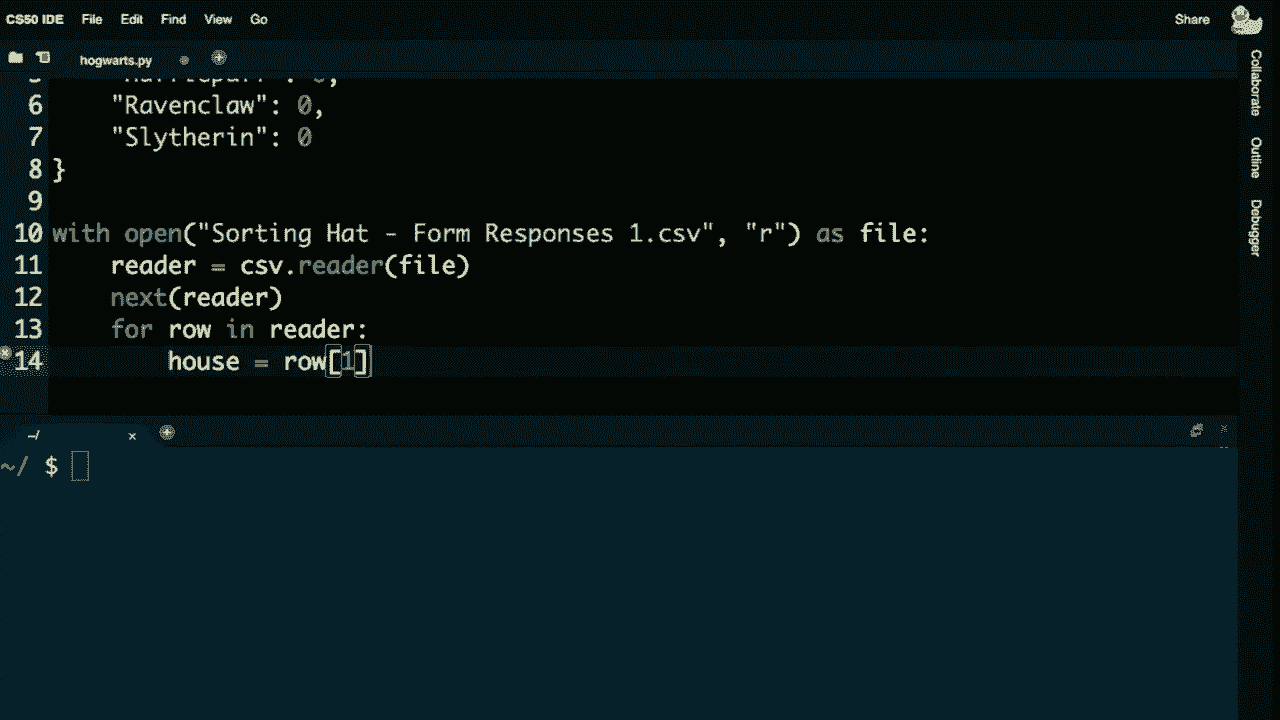 CS50 IDE File Edit Find View Go Share
hogwarts.py
6 "Ravenclaw": 0,
7 "Slytherin": 0
8 }
9
10 with open("Sorting Hat - Form Responses 1.csv", "r") as file:
11 reader = csv.reader(file)
12 next(reader)
13 for row in reader:
14 house = row[1]
~/
~/ $
Collaborate
Outline
Debugger